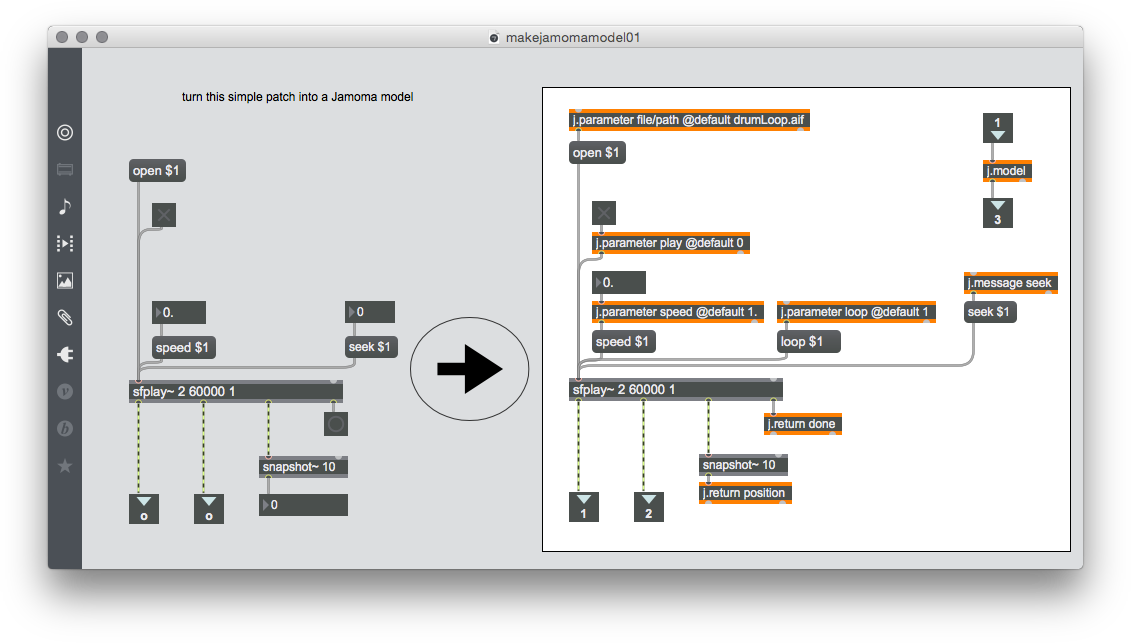 makejamomamodel01
turn this simple patch into a Jamoma model
open $1
0.
0
speed $1
seek $1
sfplay~ 2 60000 1
snapshot~ 10
0
o
o
j.parameter file/path @default drumLoop.aif
open $1
j.parameter play @default 0
0.
j.parameter speed @default 1.
j.parameter loop @default 1
speed $1
loop $1
sfplay~ 2 60000 1
j.return done
snapshot~ 10
j.return position
1
2
1
j.model
3
j.message seek
seek $1